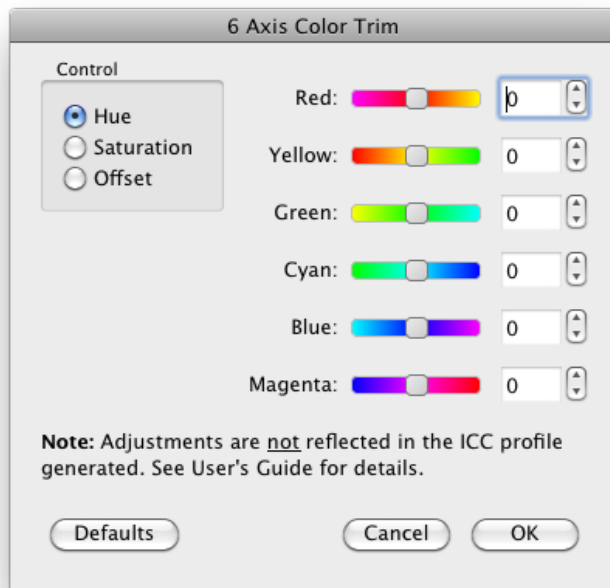 6 Axis Color Trim
Control
Hue
Saturation
Offset
Red: 0
Yellow: 0
Green: 0
Cyan: 0
Blue: 0
Magenta: 0
Note: Adjustments are not reflected in the ICC profile
generated. See User's Guide for details.
Defaults Cancel OK